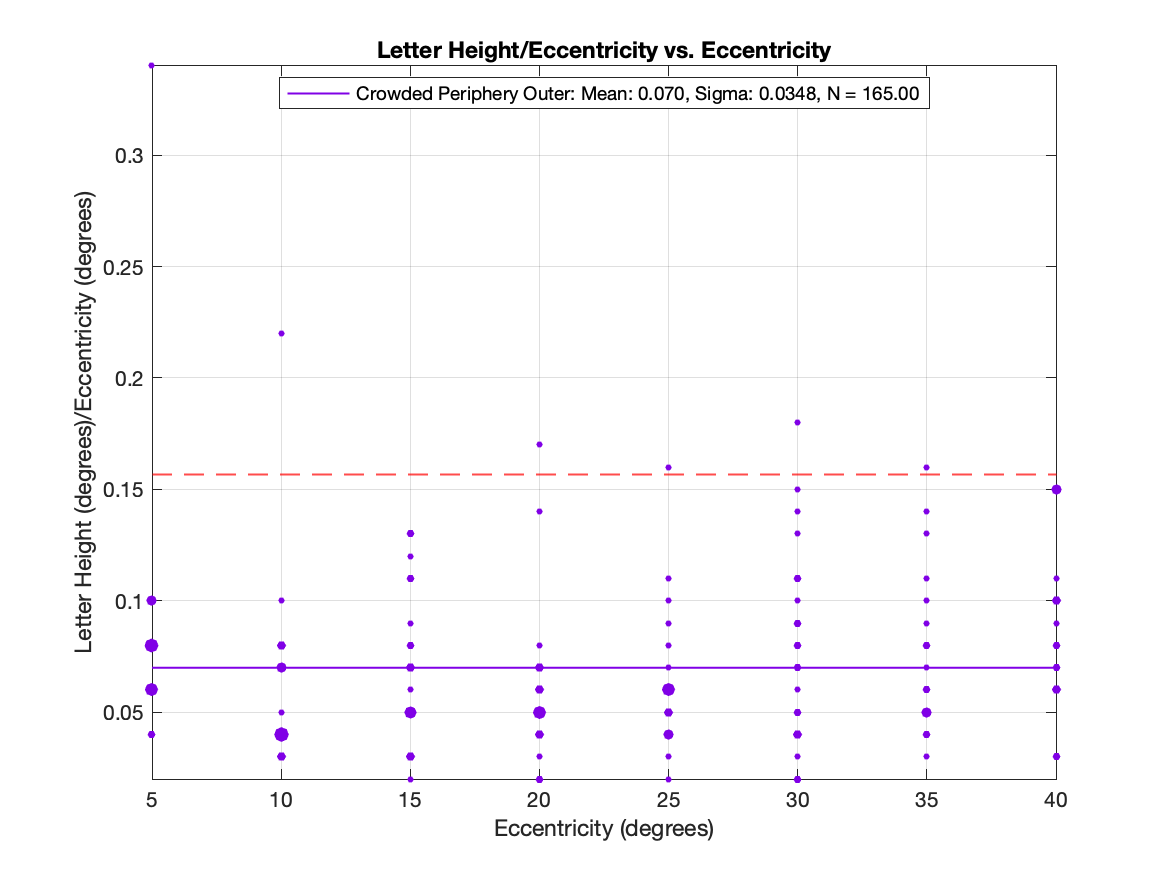 Letter Height/Eccentricity vs. Eccentricity
Crowded Periphery Outer: Mean: 0.070, Sigma: 0.0348, N = 165.00
Letter Height (degrees)/Eccentricity (degrees)
0.3
0.25
0.2
0.15
0.1
0.05
5 10 15 20 25 30 35 40
Eccentricity (degrees)